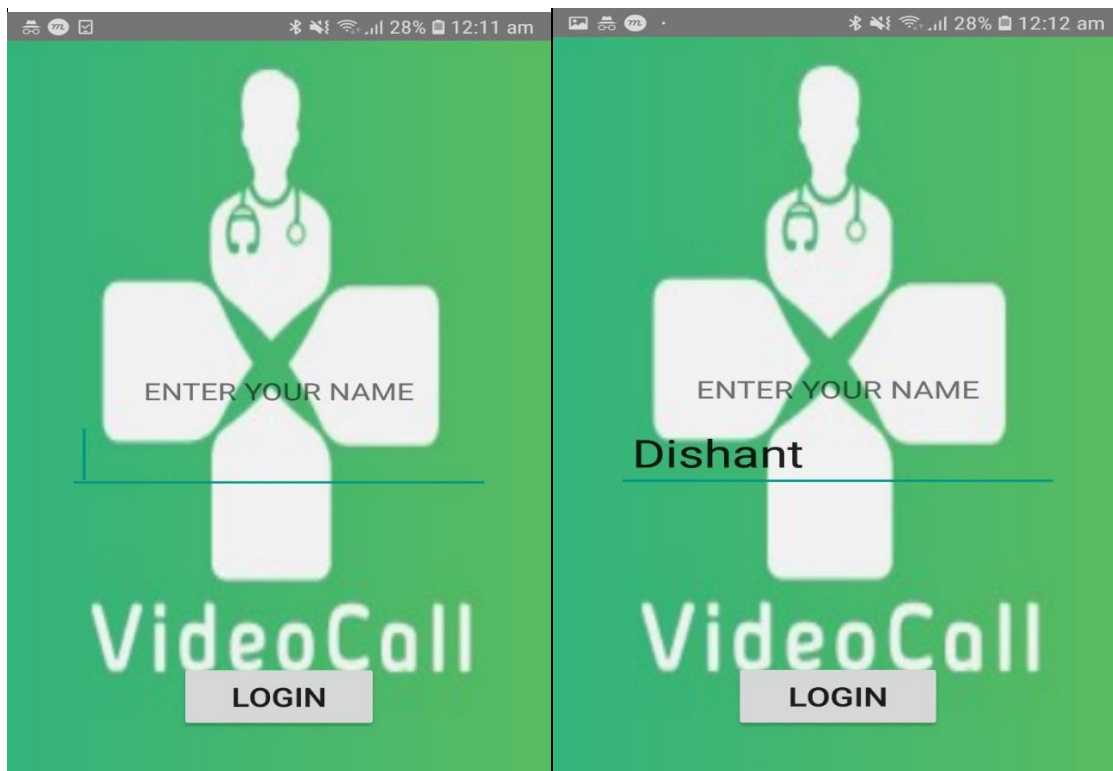 28% 12:11 am
ENTER YOUR NAME
VideoCall
LOGIN
28% 12:12 am
ENTER YOUR NAME
Dishant
VideoCall
LOGIN